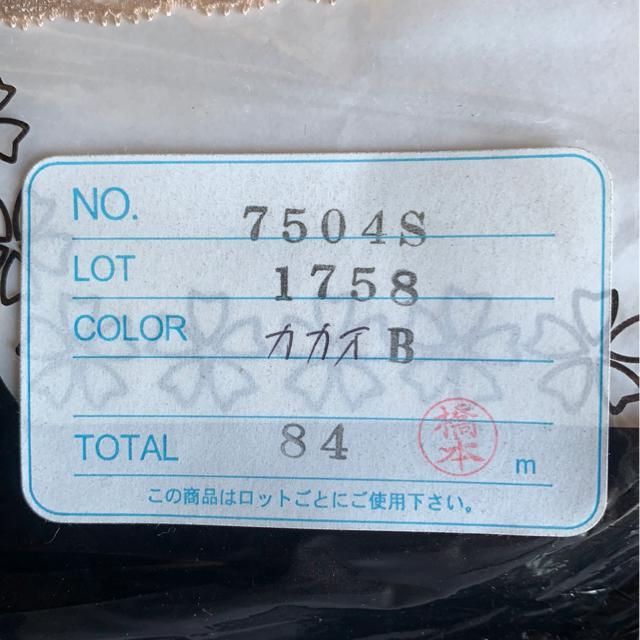 NO. 7504S
LOT 1758
COLOR カカオ B
TOTAL 84 橋本 m
この商品はロットごとにご使用下さい。